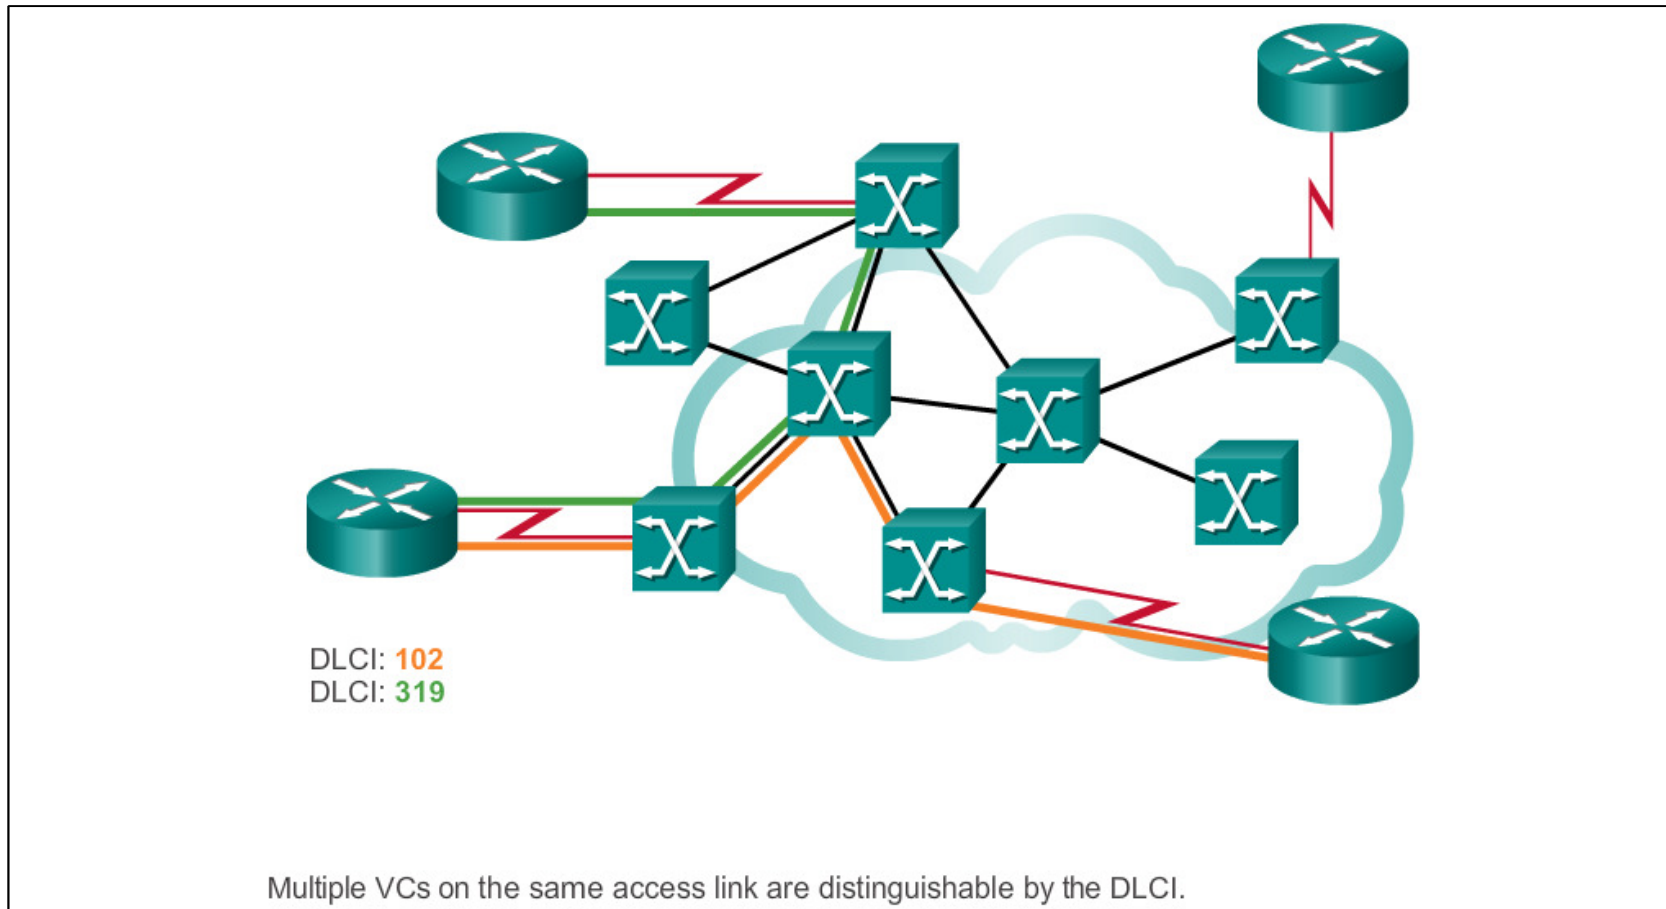 DLCI: 102
DLCI: 319
Multiple VCs on the same access link are distinguishable by the DLCI.